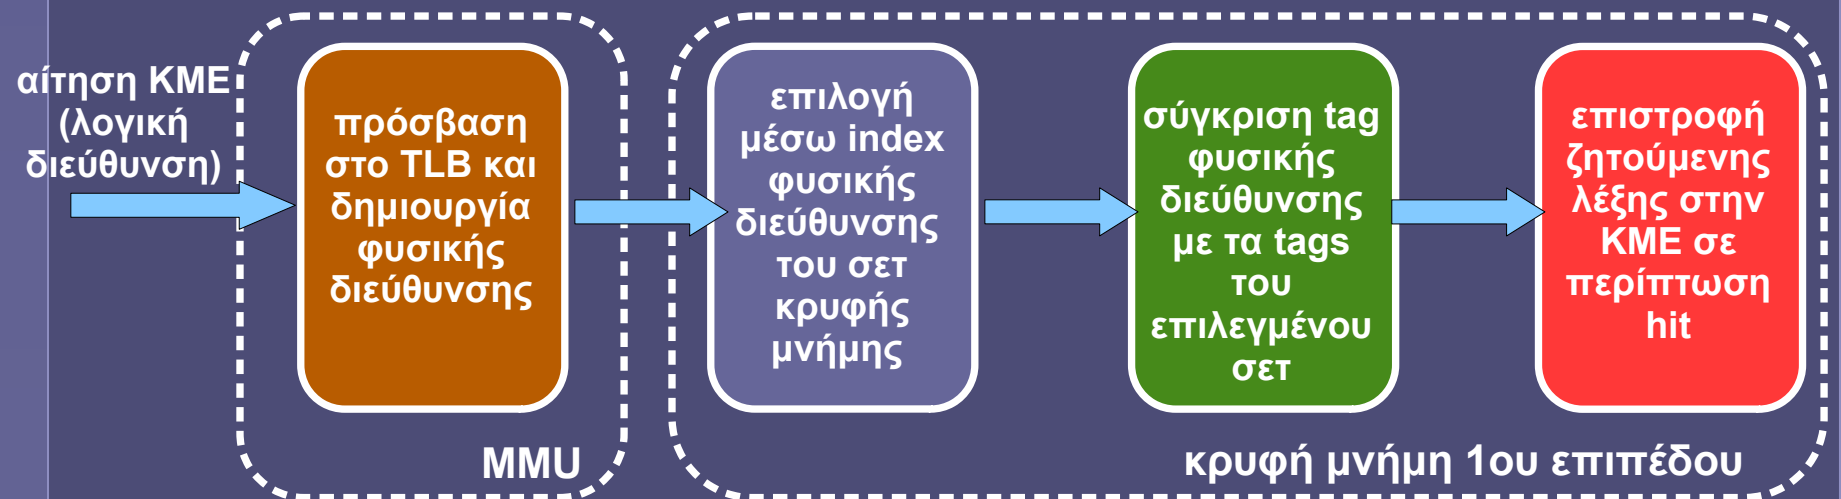 αίτηση ΚΜΕ
(λογική
διεύθυνση)
πρόσβαση
στο TLB και
δημιουργία
φυσικής
διεύθυνσης
MMU
επιλογή
μέσω index
φυσικής
διεύθυνσης
του σετ
κρυφής
μνήμης
σύγκριση tag
φυσικής
διεύθυνσης
με τα tags
του
επιλεγμένου
σετ
επιστροφή
ζητούμενης
λέξης στην
ΚΜΕ σε
περίπτωση
hit
κρυφή μνήμη 1ου επιπέδου